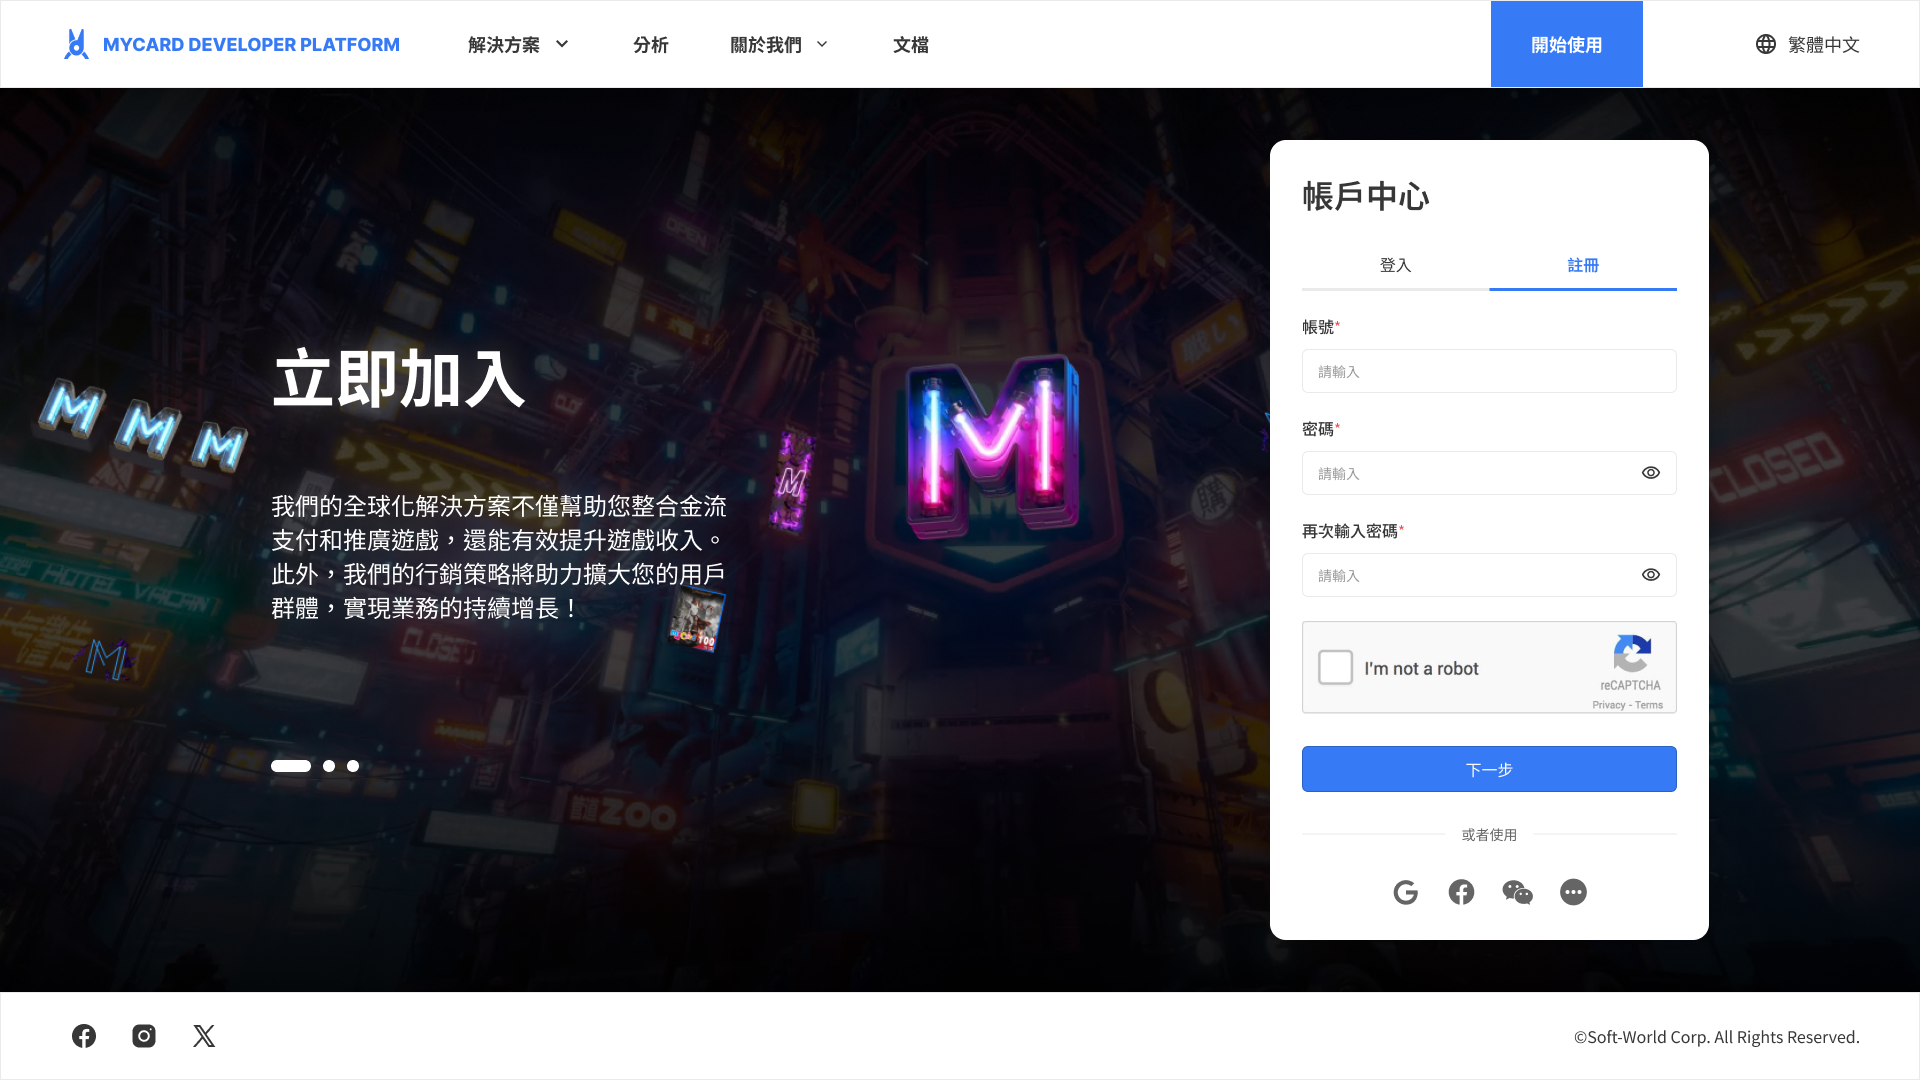 MYCARD DEVELOPER PLATFORM
解決方案
分析
關於我們
文檔
開始使用
繁體中文
立即加入
我們的全球化解決方案不僅幫助您整合金流
支付和推廣遊戲，還能有效提升遊戲收入。
此外，我們的行銷策略將助力擴大您的用戶
群體，實現業務的持續增長！
OPEN
M
M
M
M
M
M
購
CLOSED
HOTEL VACANT
CLOSED
ZOO
帳戶中心
登入
註冊
帳號*
請輸入
密碼*
請輸入
再次輸入密碼*
請輸入
I'm not a robot
reCAPTCHA
Privacy - Terms
下一步
或者使用
©Soft-World Corp. All Rights Reserved.